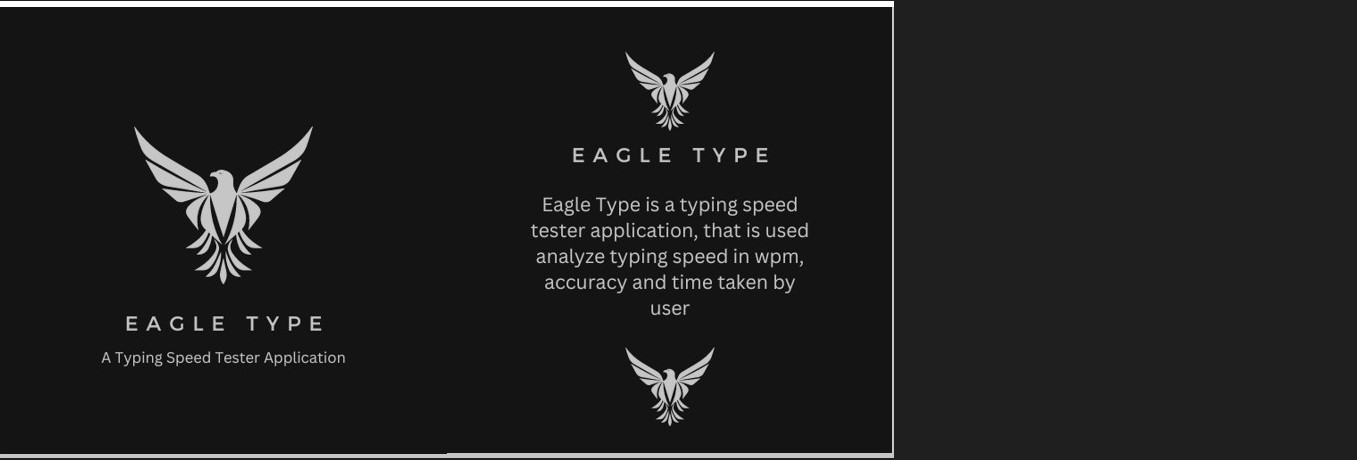 EAGLE TYPE
A Typing Speed Tester Application
EAGLE TYPE
Eagle Type is a typing speed
tester application, that is used
analyze typing speed in wpm,
accuracy and time taken by
user